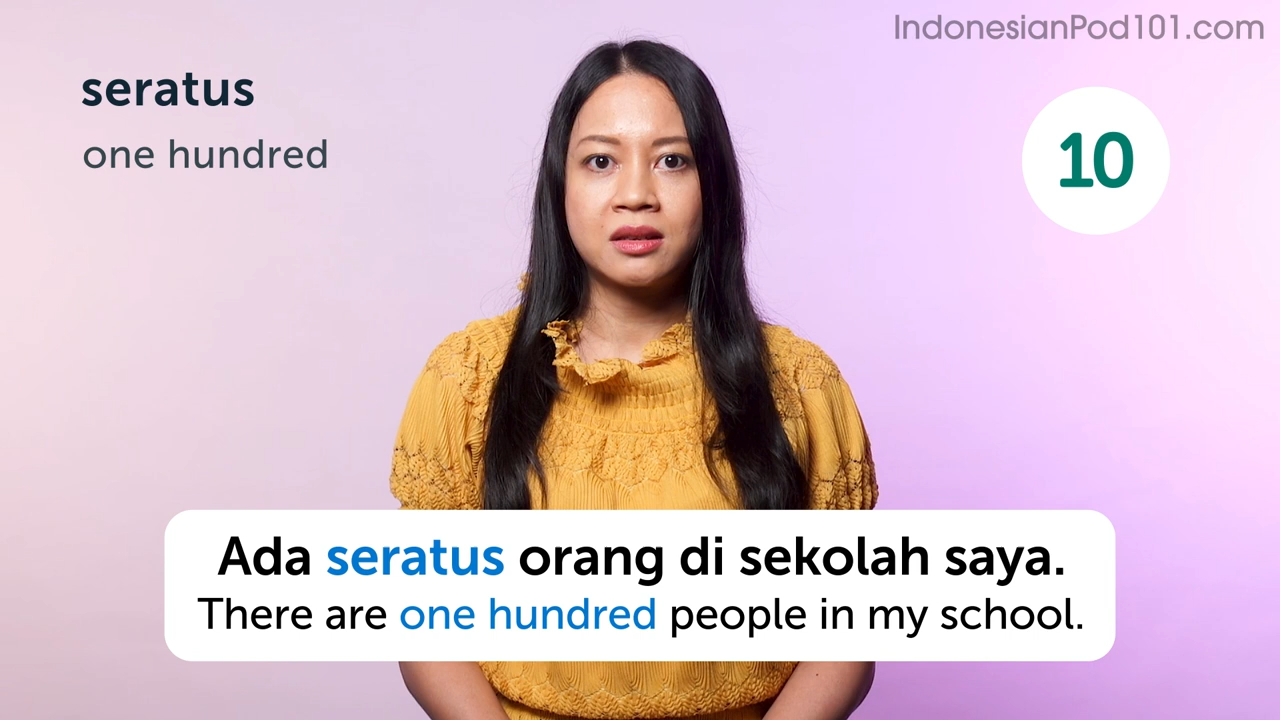 IndonesianPod101.com
seratus
one hundred
10
Ada seratus orang di sekolah saya.
There are one hundred people in my school.